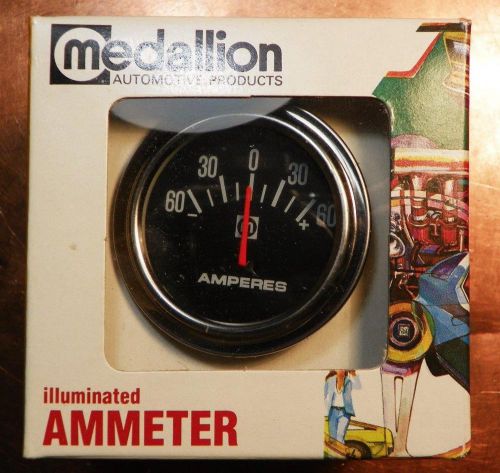 medallion
AUTOMOTIVE PRODUCTS
60 30 0 30 60
- m +
AMPERES
illuminated
AMMETER